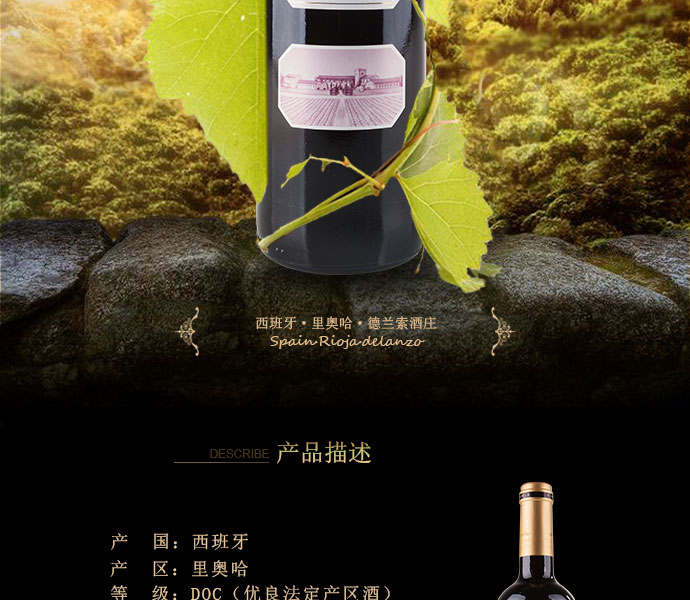 西班牙·里奥哈·德兰索酒庄
Spain Rioja delanzo
DESCRIBE 产品描述
产 国：西班牙
产 区：里奥哈
等 级：DOC（优良法定产区酒）